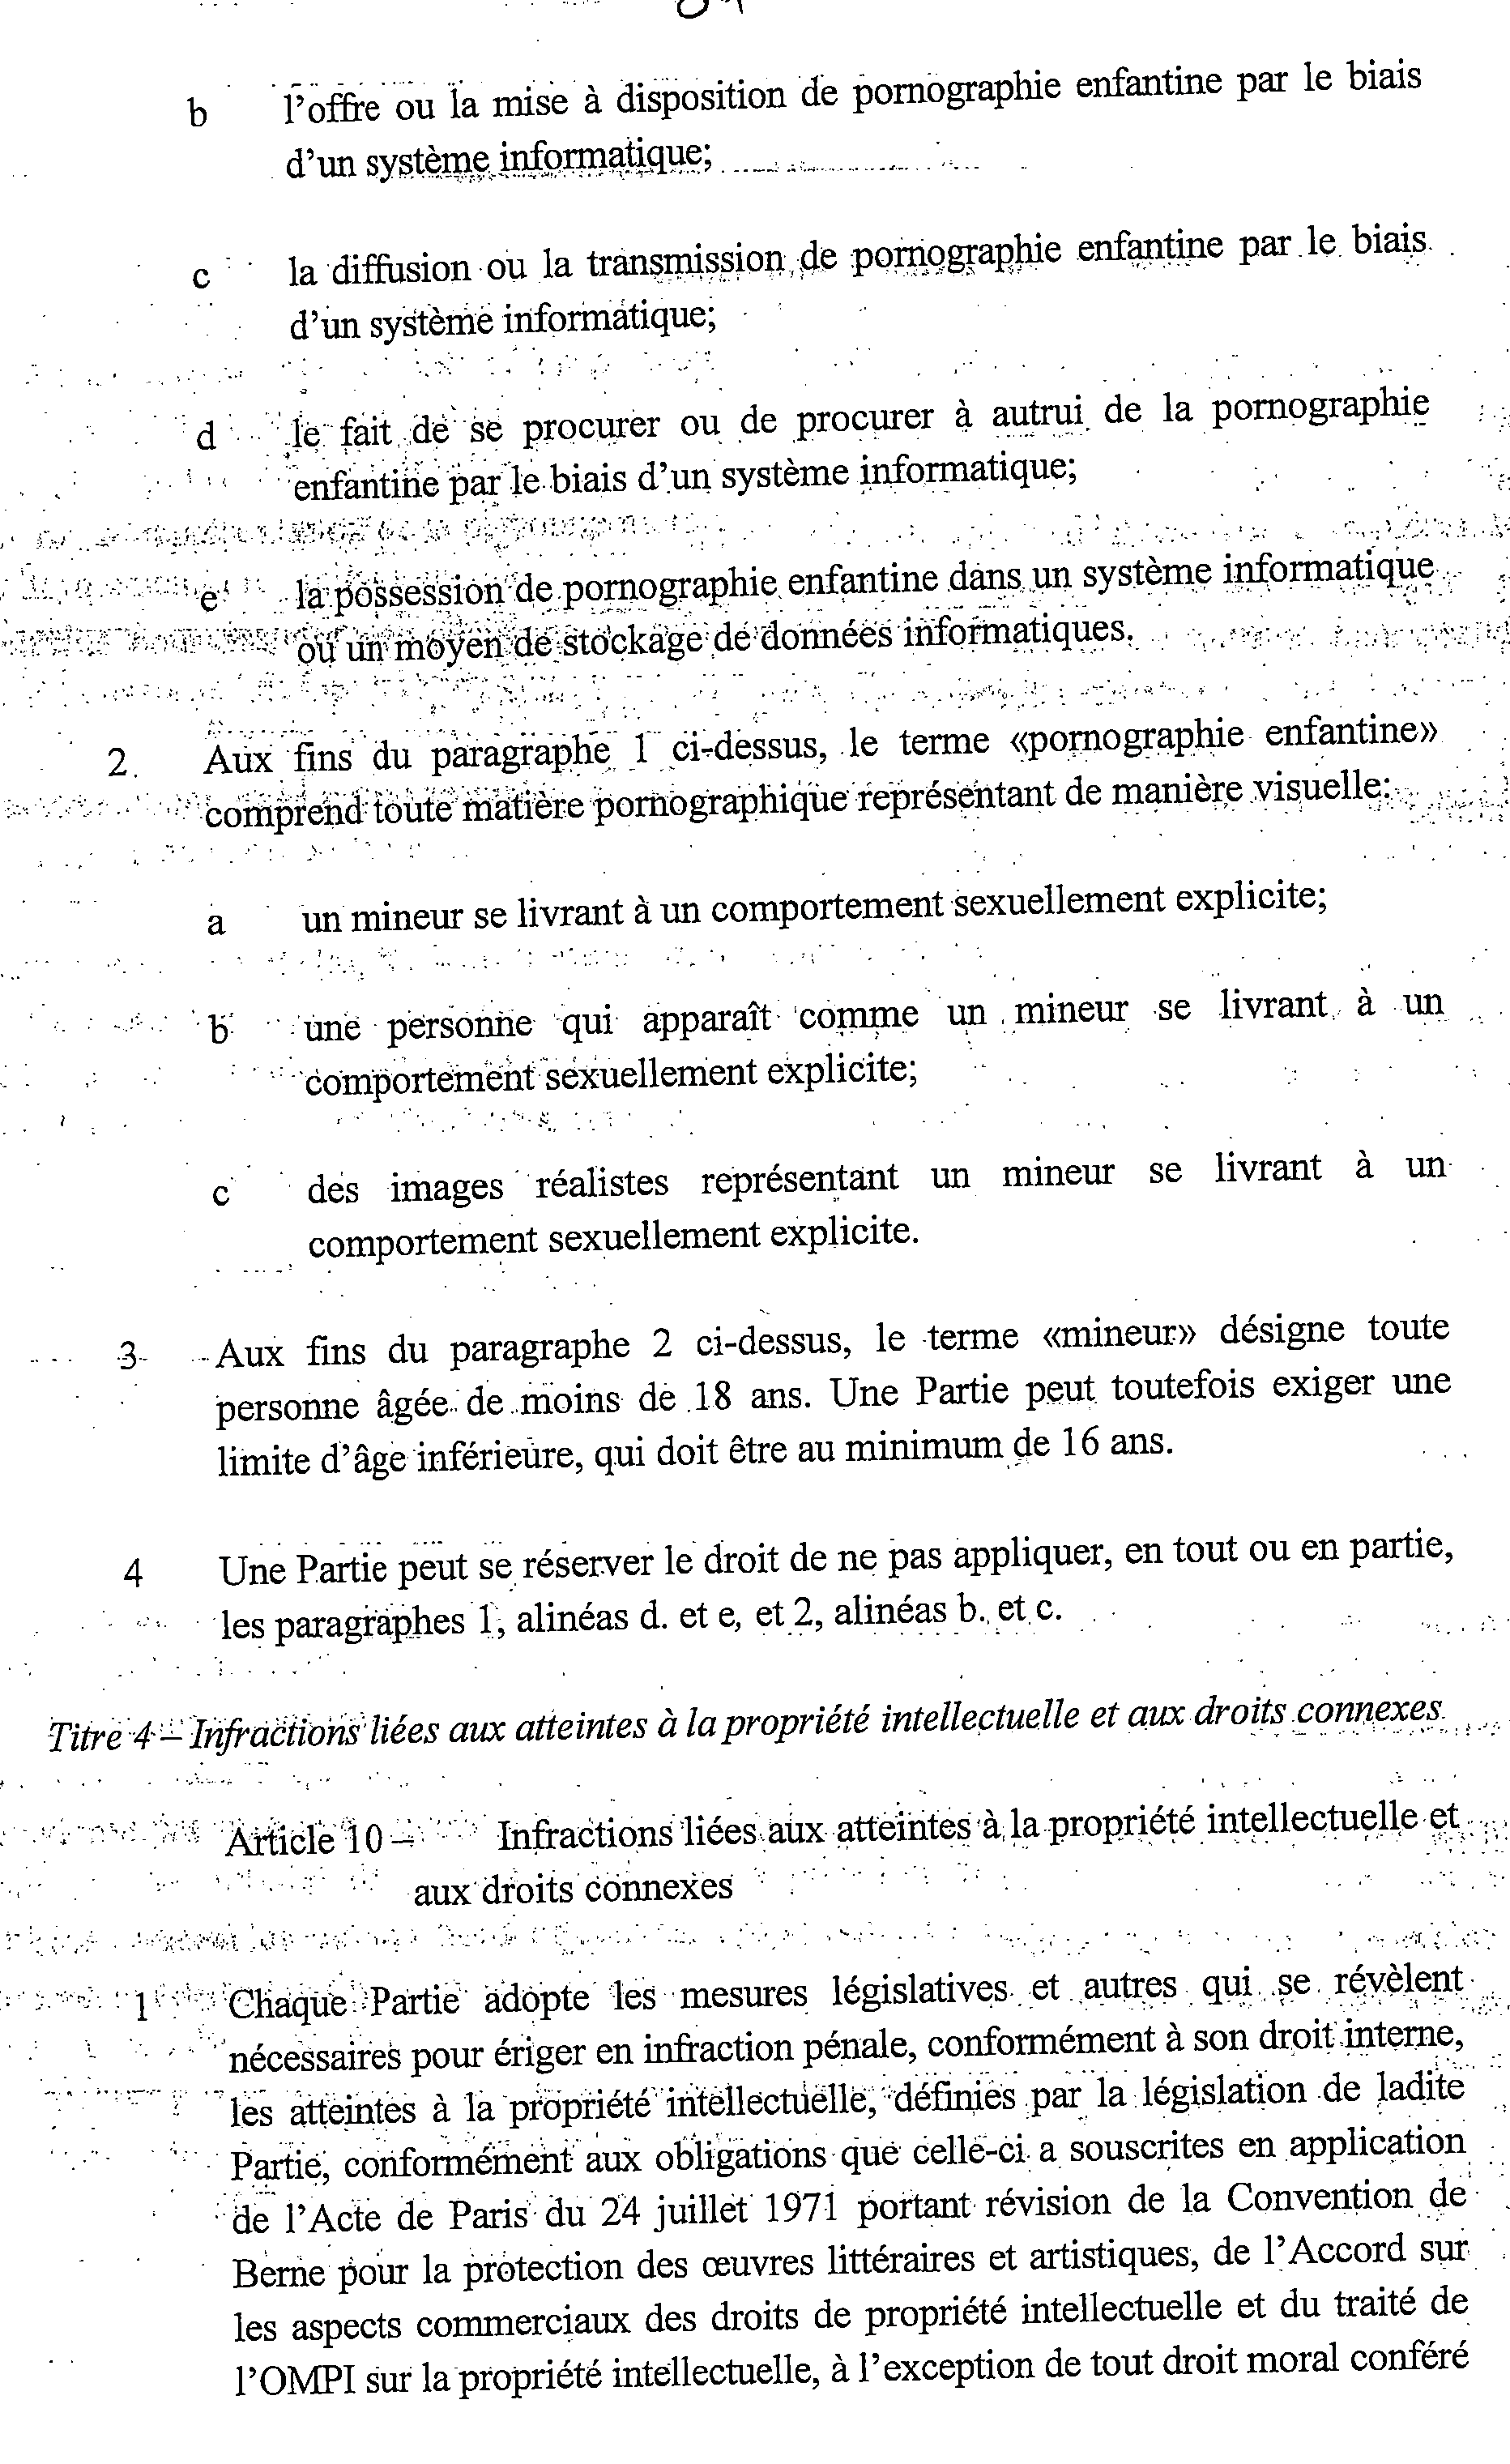 b l’offre ou la mise à disposition de pornographie enfantine par le biais
d’un système informatique;
c la diffusion ou la transmission de pornographie enfantine par le biais
d’un système informatique;
d le fait de se procurer ou de procurer à autrui de la pornographie
enfantine par le biais d’un système informatique;
e la possession de pornographie enfantine dans un système informatique
ou un moyen de stockage de données informatiques.
2. Aux fins du paragraphe 1 ci-dessus, le terme «pornographie enfantine»
comprend toute matière pornographique représentant de manière visuelle:
a un mineur se livrant à un comportement sexuellement explicite;
b une personne qui apparaît comme un mineur se livrant à un
comportement sexuellement explicite;
c des images réalistes représentant un mineur se livrant à un
comportement sexuellement explicite.
3 Aux fins du paragraphe 2 ci-dessus, le terme «mineur» désigne toute
personne âgée de moins de 18 ans. Une Partie peut toutefois exiger une
limite d’âge inférieure, qui doit être au minimum de 16 ans.
4 Une Partie peut se réserver le droit de ne pas appliquer, en tout ou en partie,
les paragraphes 1, alinéas d. et e, et 2, alinéas b. et c.
Titre 4 – Infractions liées aux atteintes à la propriété intellectuelle et aux droits connexes
Article 10 – Infractions liées aux atteintes à la propriété intellectuelle et
aux droits connexes
1 Chaque Partie adopte les mesures législatives et autres qui se révèlent
nécessaires pour ériger en infraction pénale, conformément à son droit interne,
les atteintes à la propriété intellectuelle, définies par la législation de ladite
Partie, conformément aux obligations que celle-ci a souscrites en application
de l’Acte de Paris du 24 juillet 1971 portant révision de la Convention de
Berne pour la protection des œuvres littéraires et artistiques, de l’Accord sur
les aspects commerciaux des droits de propriété intellectuelle et du traité de
l’OMPI sur la propriété intellectuelle, à l’exception de tout droit moral conféré